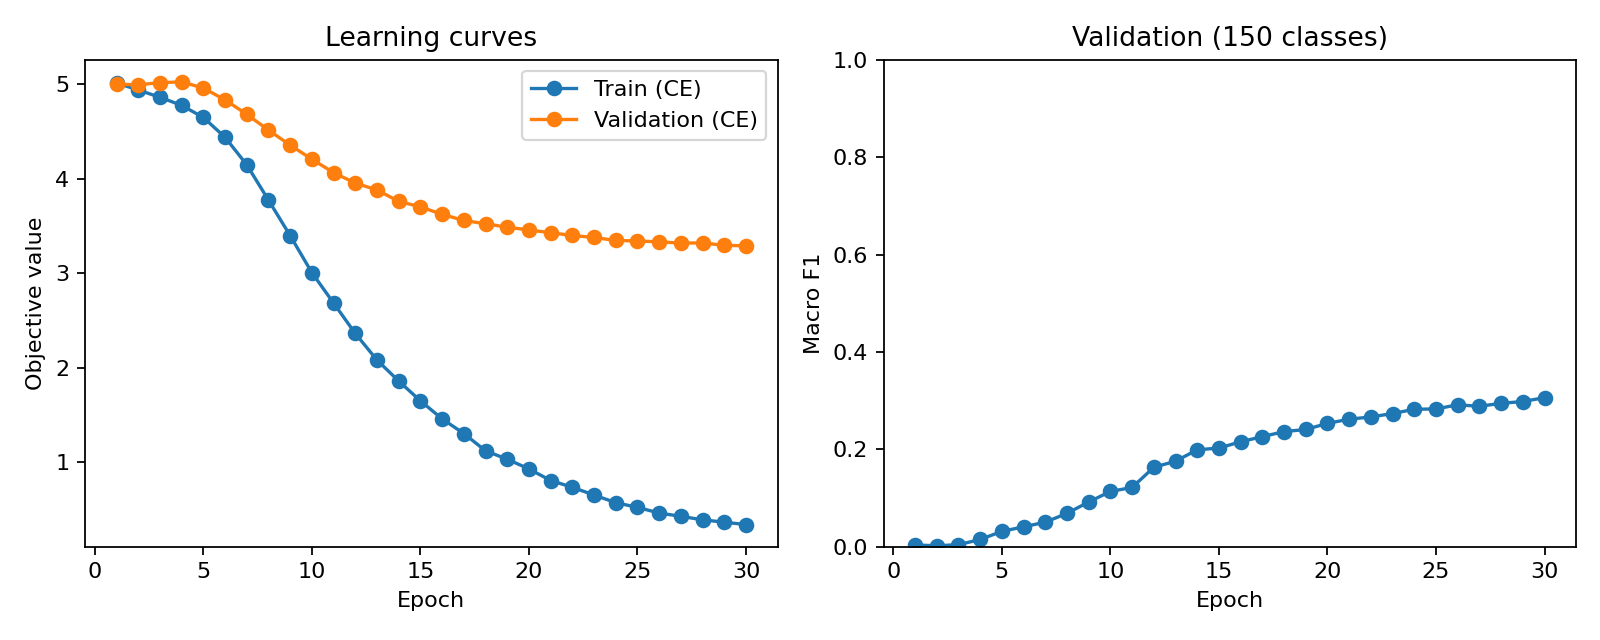 Learning curves
Train (CE)
Validation (CE)
Objective value
5
4
3
2
1
0 5 10 15 20 25 30
Epoch
Validation (150 classes)
Macro F1
1.0
0.8
0.6
0.4
0.2
0.0
0 5 10 15 20 25 30
Epoch